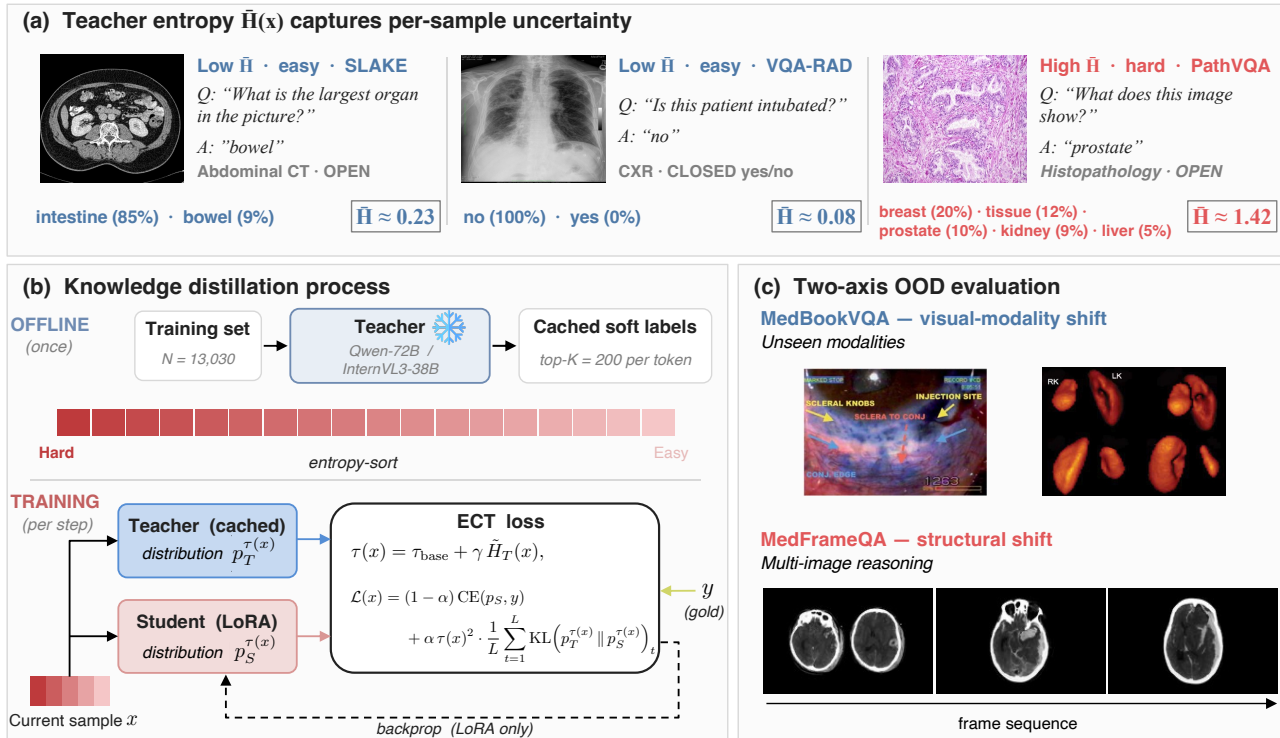 (a) Teacher entropy H̄(x) captures per-sample uncertainty
Low H̄ · easy · SLAKE
Q: “What is the largest organ
in the picture?”
A: ”bowel”
Abdominal CT · OPEN
intestine (85%) · bowel (9%)
H̄ ≈ 0.23
Low H̄ · easy · VQA-RAD
Q: “Is this patient intubated?”
A: “no”
CXR · CLOSED yes/no
no (100%) · yes (0%)
H̄ ≈ 0.08
High H̄ · hard · PathVQA
Q: “What does this image
show?”
A: “prostate”
Histopathology · OPEN
breast (20%) · tissue (12%) ·
prostate (10%) · kidney (9%) · liver (5%)
H̄ ≈ 1.42
(b) Knowledge distillation process
OFFLINE
(once)
Training set
N = 13,030
Teacher
Qwen-72B /
InternVL3-38B
Cached soft labels
top-K = 200 per token
Hard
Easy
entropy-sort
TRAINING
(per step)
Teacher (cached)
distribution p_T^{τ(x)}
Student (LoRA)
distribution p_S^{τ(x)}
Current sample x
ECT loss
τ(x) = τ_base + γ H̃_T(x),
L(x) = (1 − α) CE(p_S, y)
+ α τ(x)² · 1/L ∑_{t=1}^{L} KL(p_T^{τ(x)} ∥ p_S^{τ(x)})_t
y
(gold)
backprop (LoRA only)
(c) Two-axis OOD evaluation
MedBookVQA — visual-modality shift
Unseen modalities
MARKED STOP
RECORD VCD
SCLERAL KNOBS
INJECTION SITE
SCLERA TO CONJ
CONJ EDGE
1263
RK
LK
MedFrameQA — structural shift
Multi-image reasoning
frame sequence